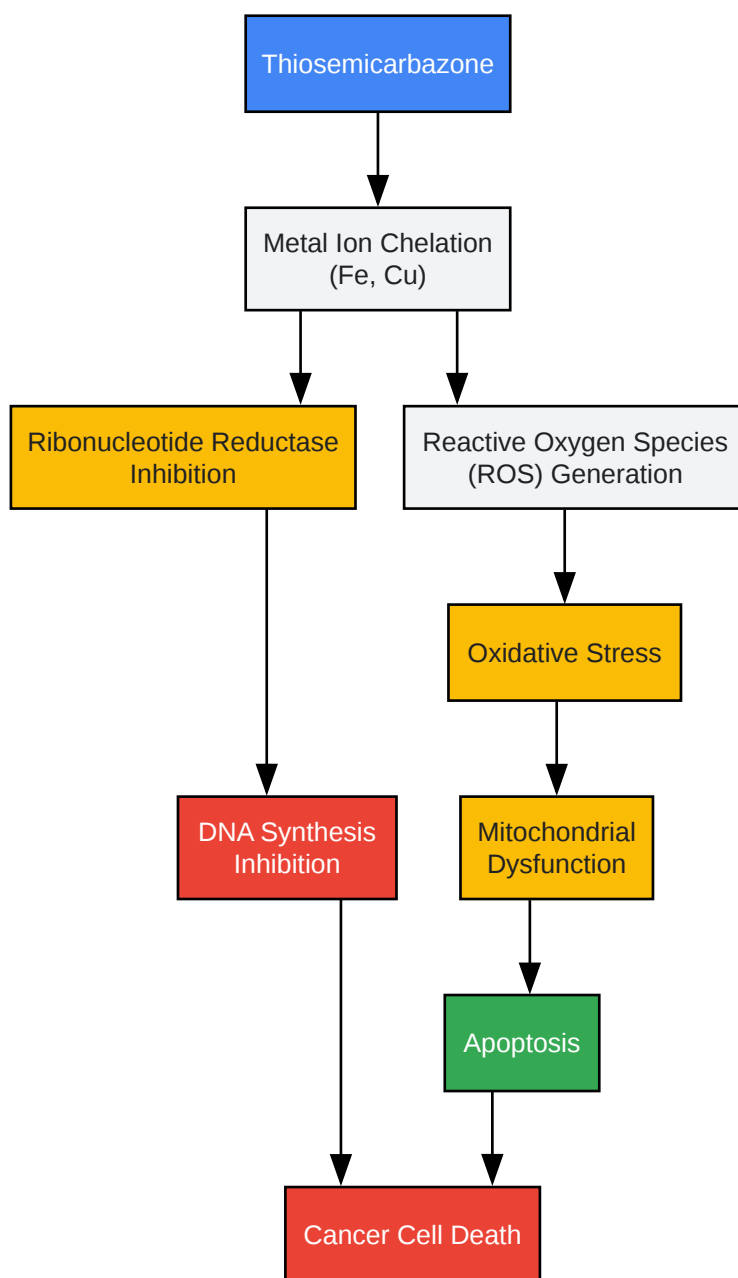 Thiosemicarbazone
Metal Ion Chelation
(Fe, Cu)
Ribonucleotide Reductase
Inhibition
Reactive Oxygen Species
(ROS) Generation
Oxidative Stress
DNA Synthesis
Inhibition
Mitochondrial
Dysfunction
Apoptosis
Cancer Cell Death